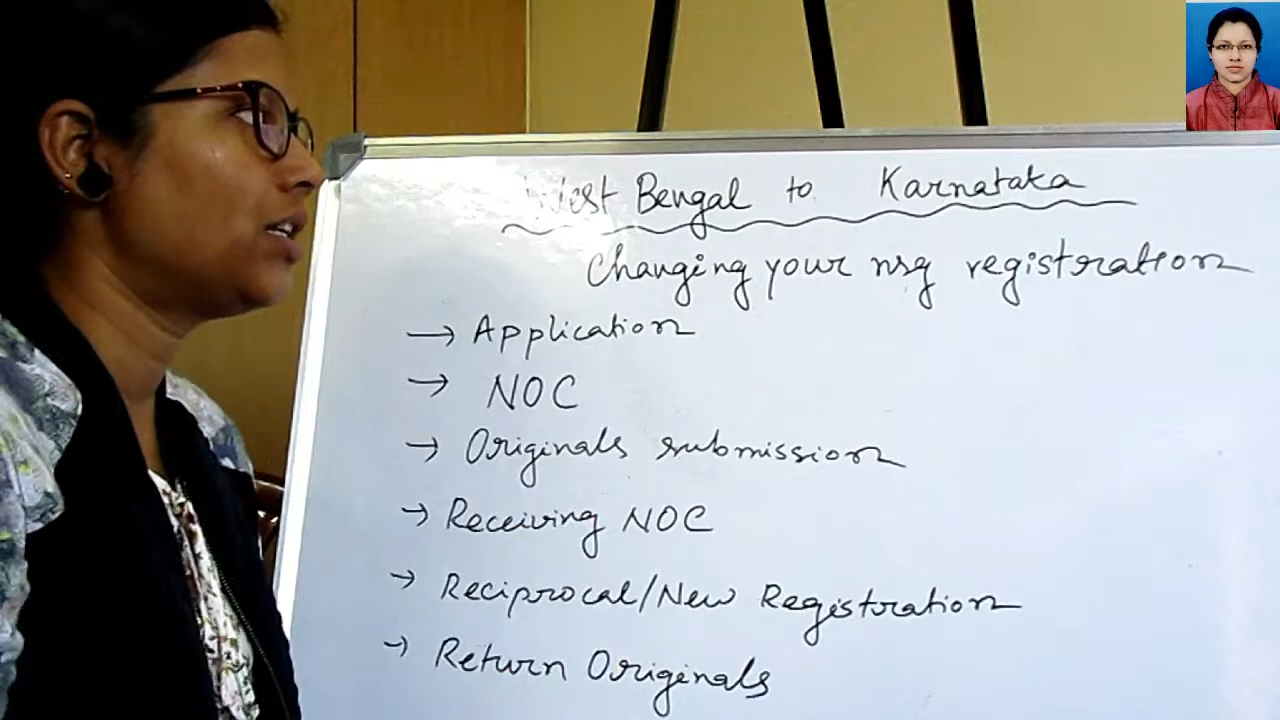 West Bengal to Karnataka
Changing your nsg registration
→ Application
→ NOC
→ Originals submission
→ Receiving NOC
→ Reciprocal/New Registration
→ Return Originals